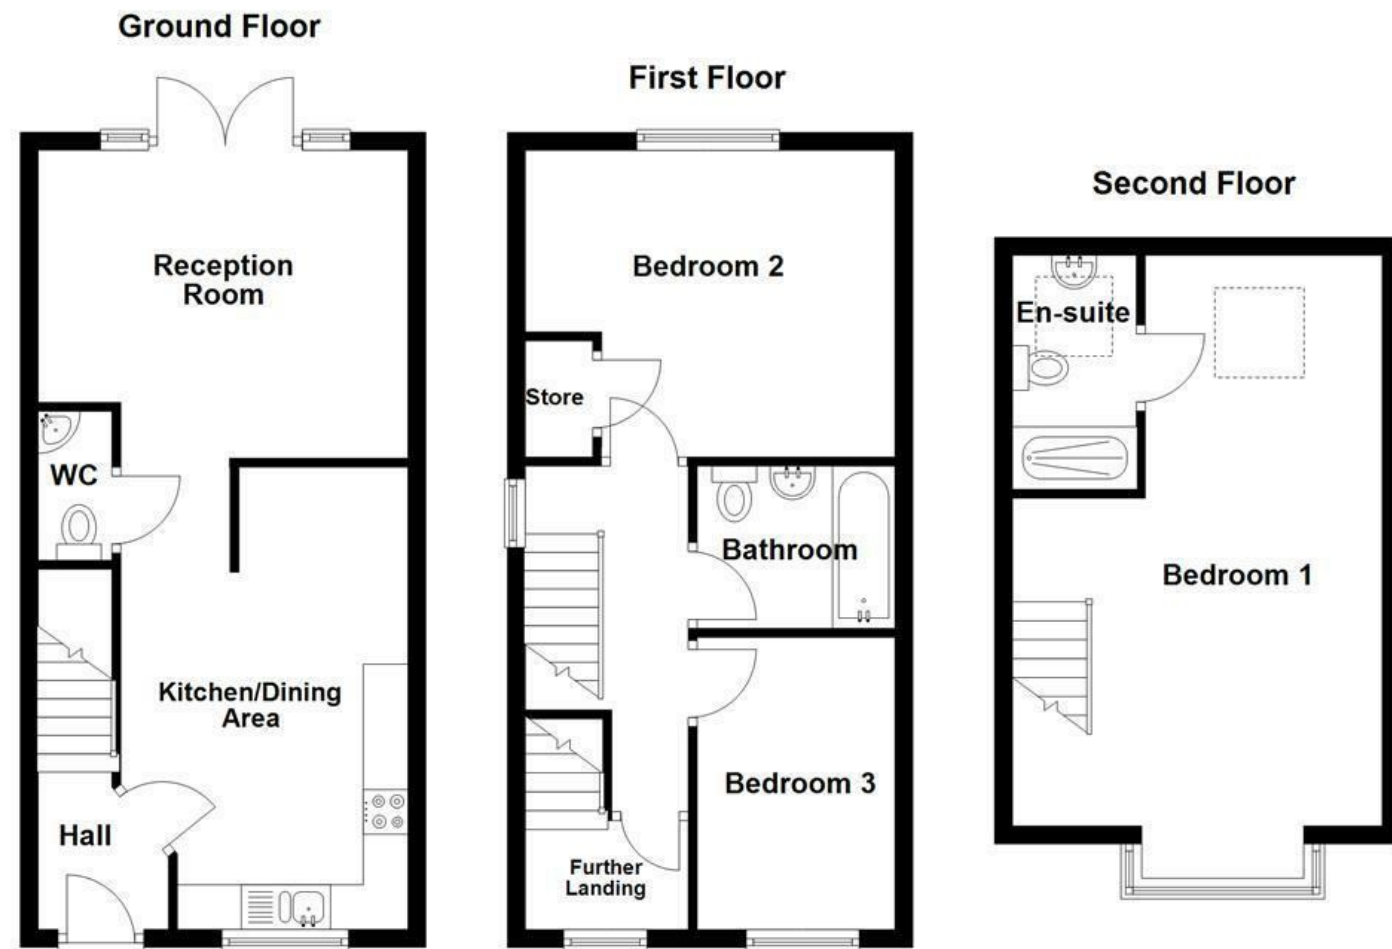 Ground Floor
Reception
Room
WC
Kitchen/Dining
Area
Hall
First Floor
Bedroom 2
Store
Bathroom
Bedroom 3
Further
Landing
Second Floor
En-suite
Bedroom 1